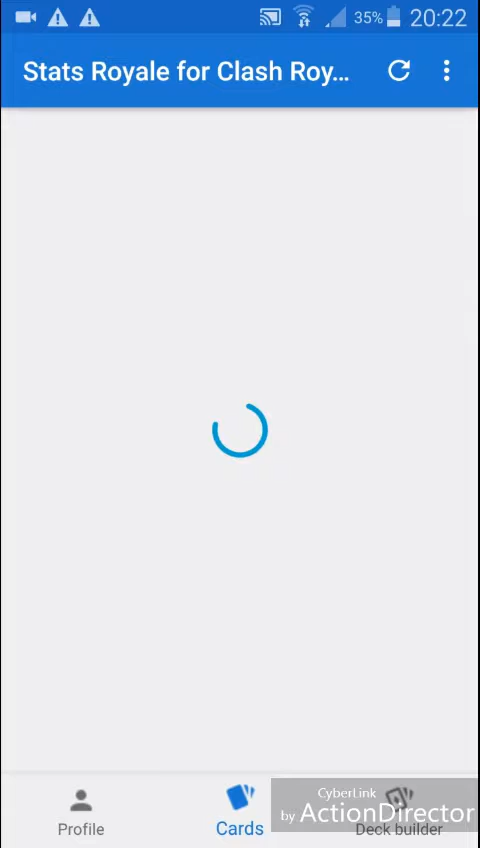 35% 20:22
Stats Royale for Clash Roy...
Profile
Cards
Deck builder
CyberLink
by ActionDirector